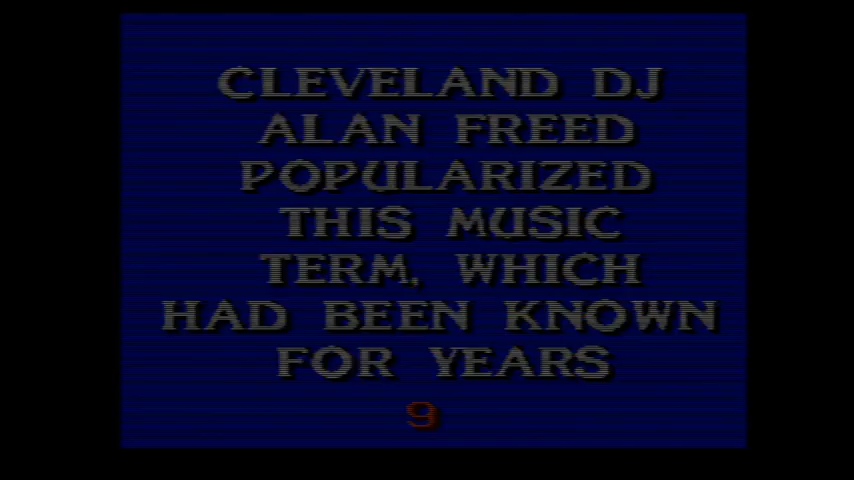 CLEVELAND DJ
ALAN FREED
POPULARIZED
THIS MUSIC
TERM, WHICH
HAD BEEN KNOWN
FOR YEARS
9